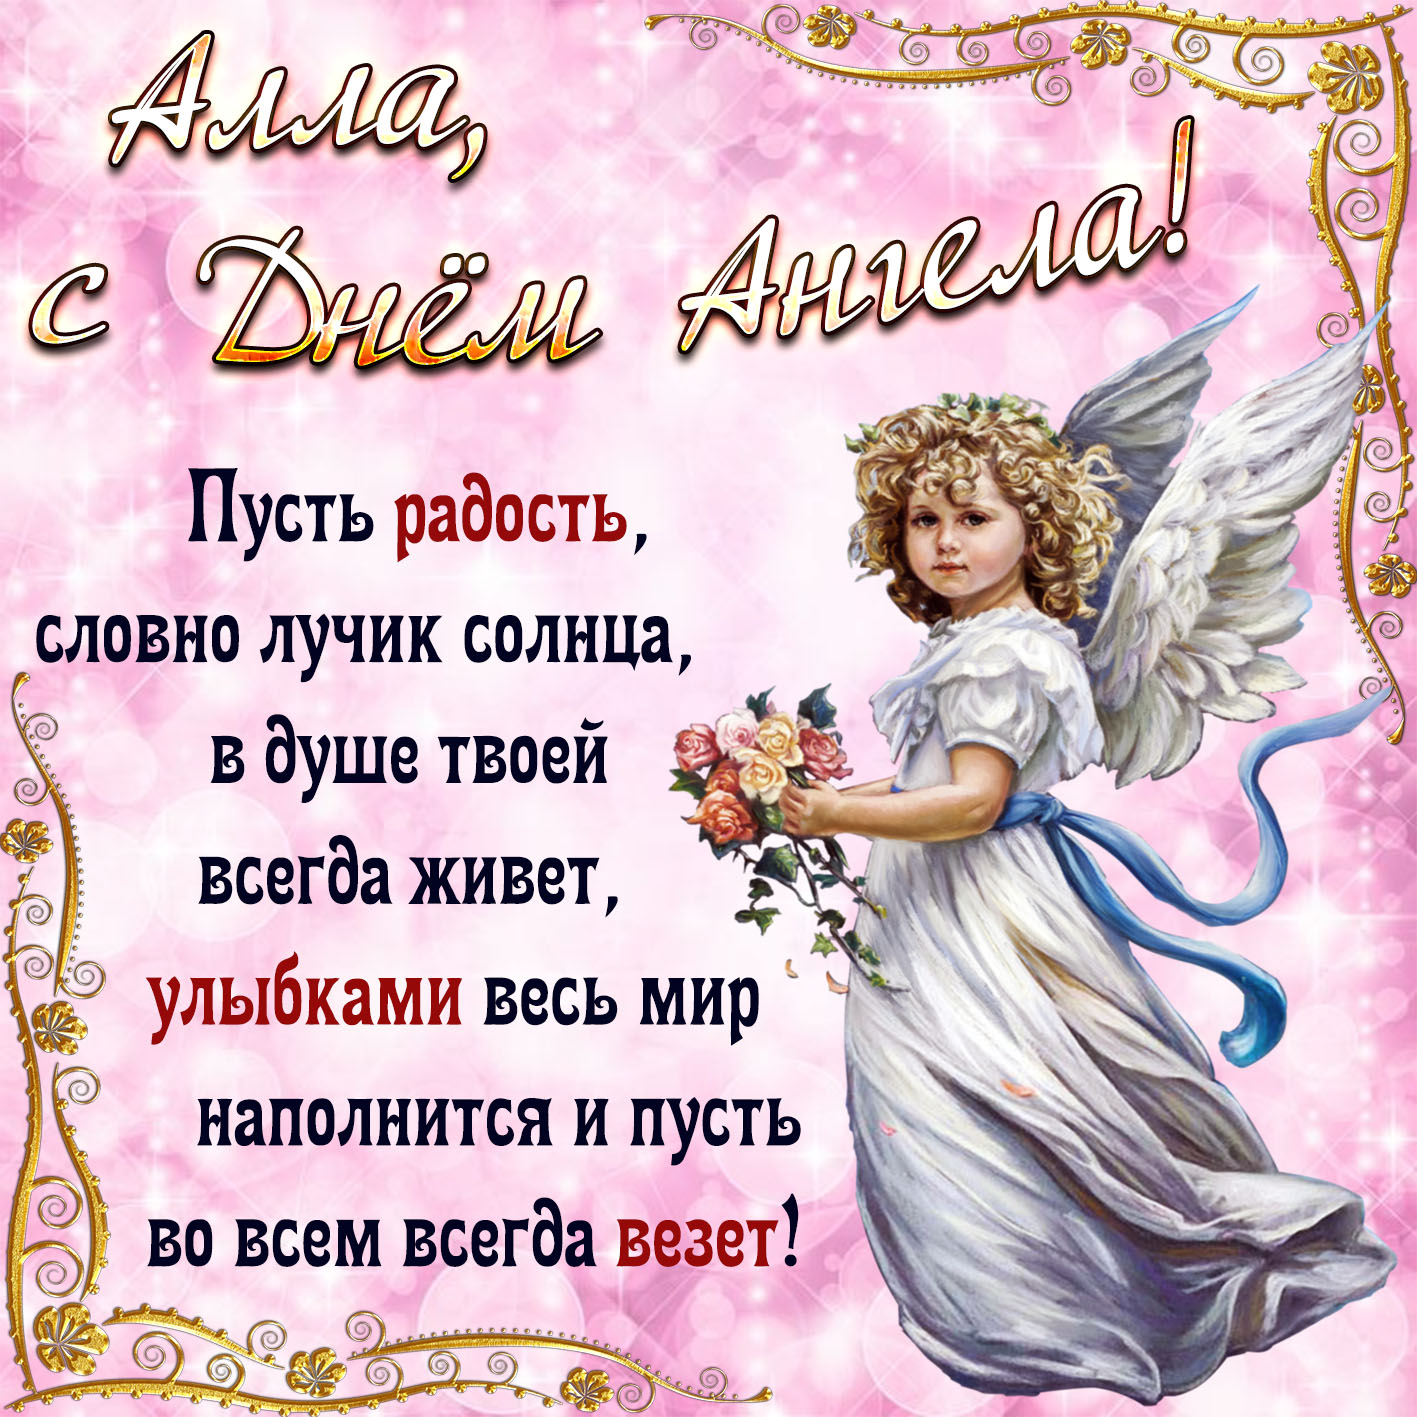 Алла,
с Днём Ангела!
Пусть радость,
словно лучик солнца,
в душе твоей
всегда живет,
улыбками весь мир
наполнится и пусть
во всем всегда везет!